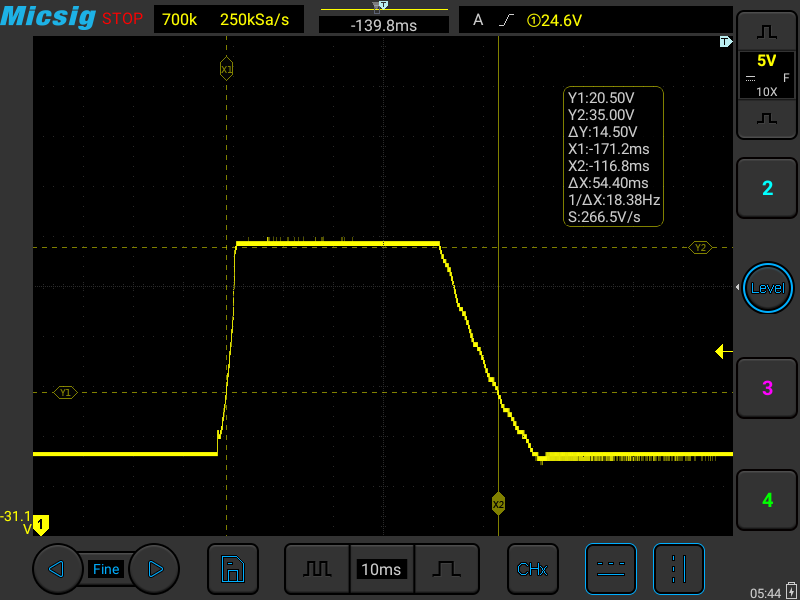 Micsig STOP 700k 250kSa/s T -139.8ms A ①24.6V
T
X1
5V
F
10X
Y1:20.50V
Y2:35.00V
ΔY:14.50V
X1:-171.2ms
X2:-116.8ms
ΔX:54.40ms
1/ΔX:18.38Hz
S:266.5V/s
2
Y2
Level
Y1
3
X2
4
-31.1
V
1
Fine
10ms
CHx
05:44